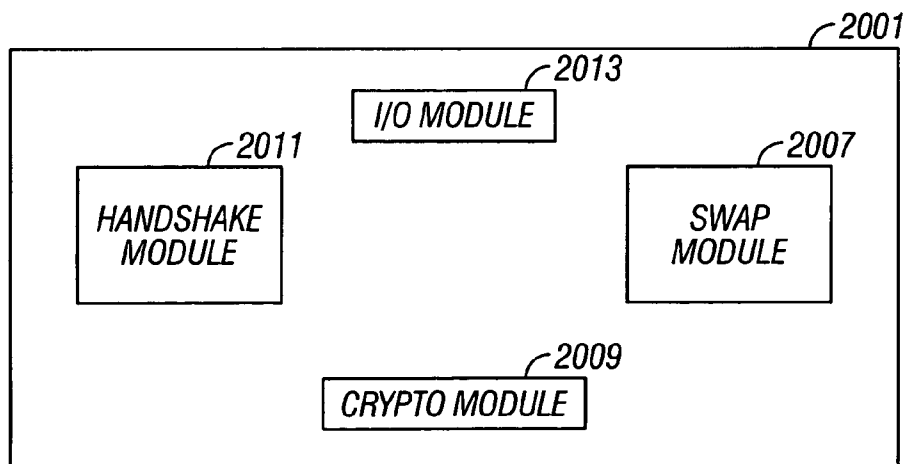 2001
2013
I/O MODULE
2011
2007
HANDSHAKE
MODULE
SWAP
MODULE
2009
CRYPTO MODULE